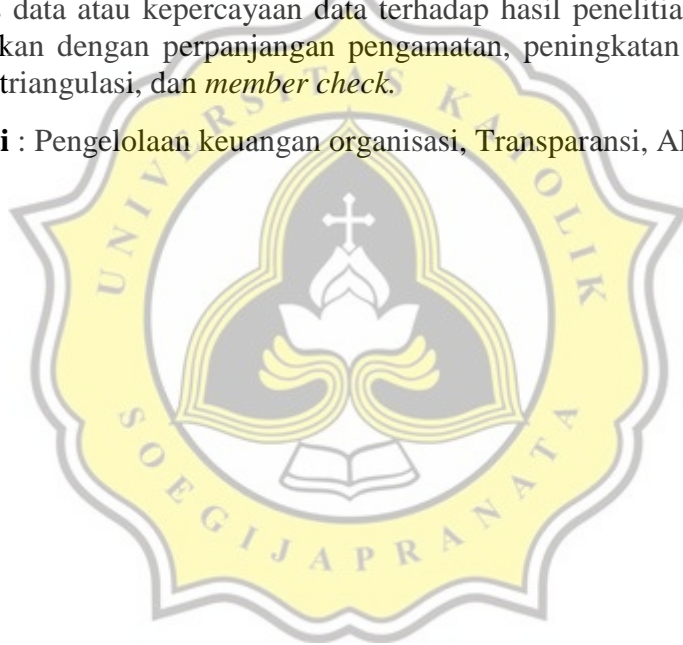 data atau kepercayaan data terhadap hasil penelitia
kan dengan perpanjangan pengamatan, peningkatan
triangulasi, dan member check.
i : Pengelolaan keuangan organisasi, Transparansi,
UNIVERSITAS KATOLIK
SOEGIJAPRANATA